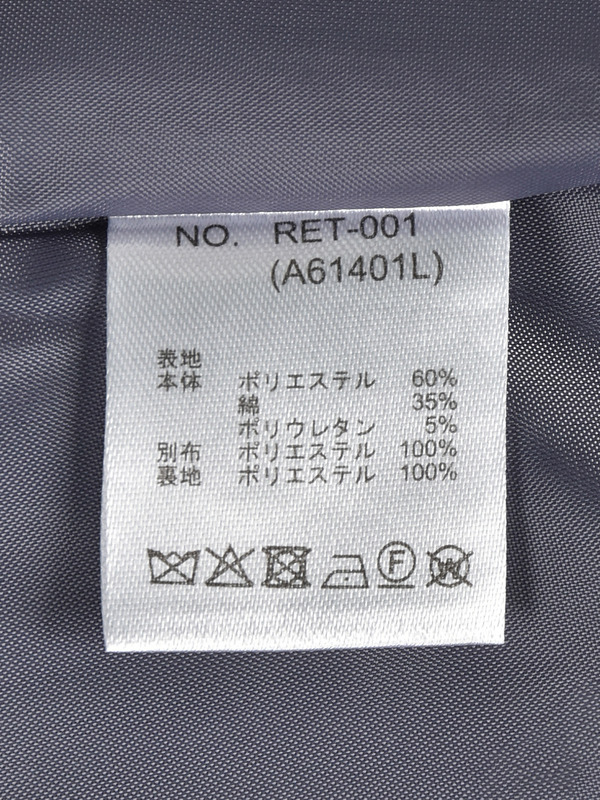 NO. RET-001
(A61401L)
表地
本体 ポリエステル 60%
綿 35%
ポリウレタン 5%
別布 ポリエステル 100%
裏地 ポリエステル 100%
F W